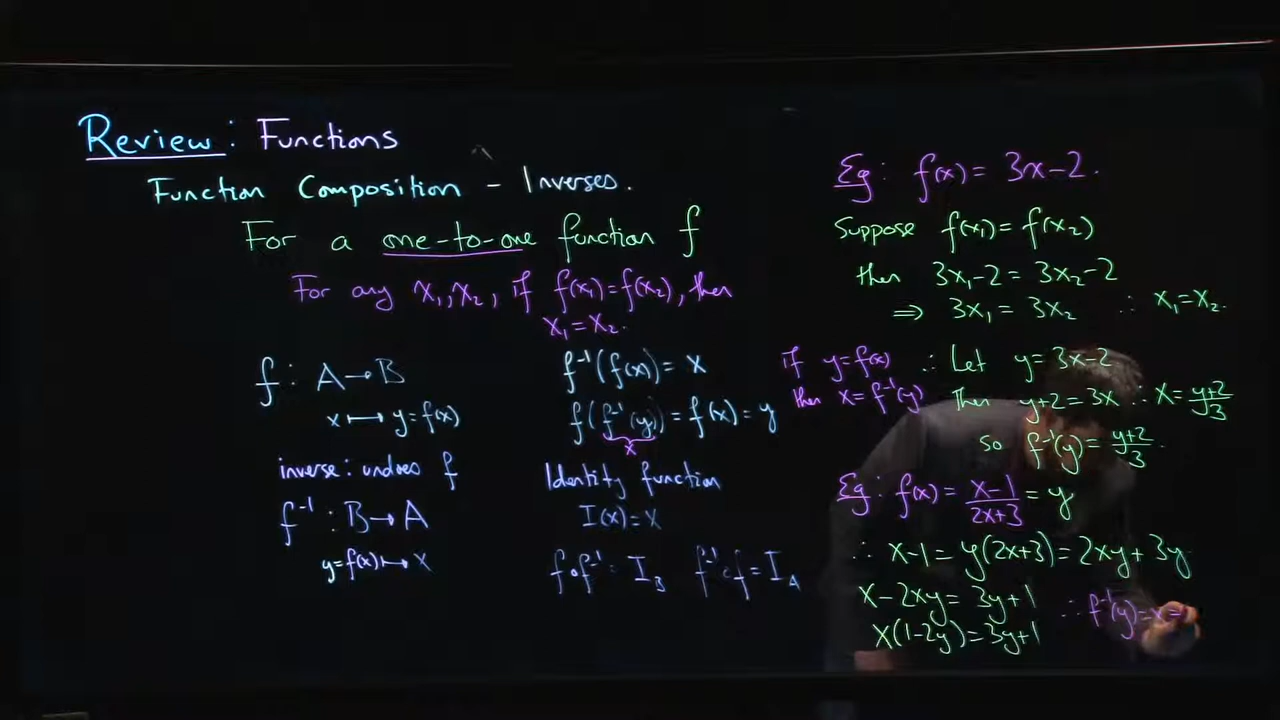 Review: Functions
Function Composition - Inverses.
For a one-to-one function f
For any x₁,x₂, if f(x₁)=f(x₂), then
x₁=x₂.
f : A→B
x ↦ y=f(x)
inverse: undoes f
f⁻¹ : B→A
y=f(x) ↦ x
f⁻¹(f(x)) = x
f(f⁻¹(y)) = f(x) = y
x
Identity function
I(x)=x
f∘f⁻¹ = I_B f⁻¹∘f = I_A
Eg: f(x) = 3x-2.
Suppose f(x₁)=f(x₂)
then 3x₁-2 = 3x₂-2
⇒ 3x₁ = 3x₂ ∴ x₁=x₂.
If y=f(x)
then x=f⁻¹(y)
∴ Let y=3x-2
Then y+2=3x ∴ x=(y+2)/3
so f⁻¹(y)=(y+2)/3.
Eg: f(x) = (x-1)/(2x+3) = y
∴ x-1 = y(2x+3) = 2xy+3y
x-2xy = 3y+1
x(1-2y)=3y+1
∴ f⁻¹(y)=x=